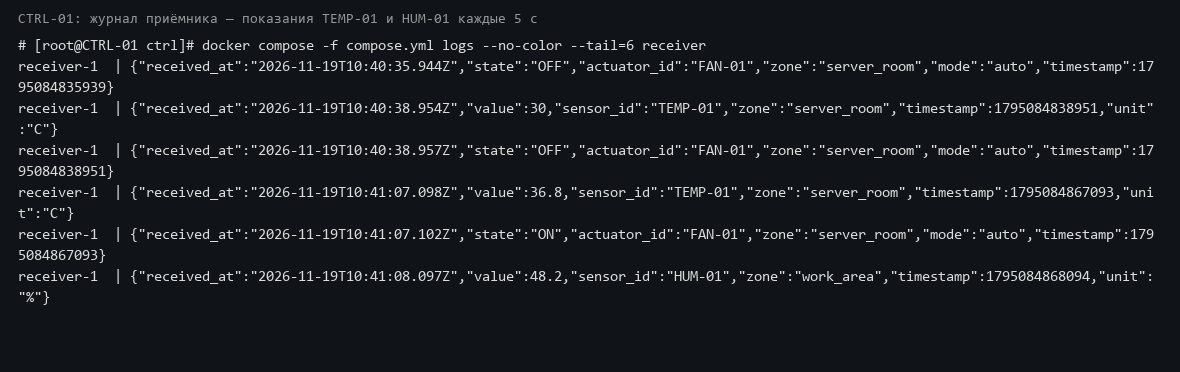 CTRL-01: журнал приёмника — показания TEMP-01 и HUM-01 каждые 5 с
# [root@CTRL-01 ctrl]# docker compose -f compose.yml logs --no-color --tail=6 receiver
receiver-1  | {"received_at":"2026-11-19T10:40:35.944Z","state":"OFF","actuator_id":"FAN-01","zone":"server_room","mode":"auto","timestamp":17
95084835939}
receiver-1  | {"received_at":"2026-11-19T10:40:38.954Z","value":30,"sensor_id":"TEMP-01","zone":"server_room","timestamp":1795084838951,"unit"
:"C"}
receiver-1  | {"received_at":"2026-11-19T10:40:38.957Z","state":"OFF","actuator_id":"FAN-01","zone":"server_room","mode":"auto","timestamp":17
95084838951}
receiver-1  | {"received_at":"2026-11-19T10:41:07.098Z","value":36.8,"sensor_id":"TEMP-01","zone":"server_room","timestamp":1795084867093,"uni
t":"C"}
receiver-1  | {"received_at":"2026-11-19T10:41:07.102Z","state":"ON","actuator_id":"FAN-01","zone":"server_room","mode":"auto","timestamp":179
5084867093}
receiver-1  | {"received_at":"2026-11-19T10:41:08.097Z","value":48.2,"sensor_id":"HUM-01","zone":"work_area","timestamp":1795084868094,"unit":
"%"}